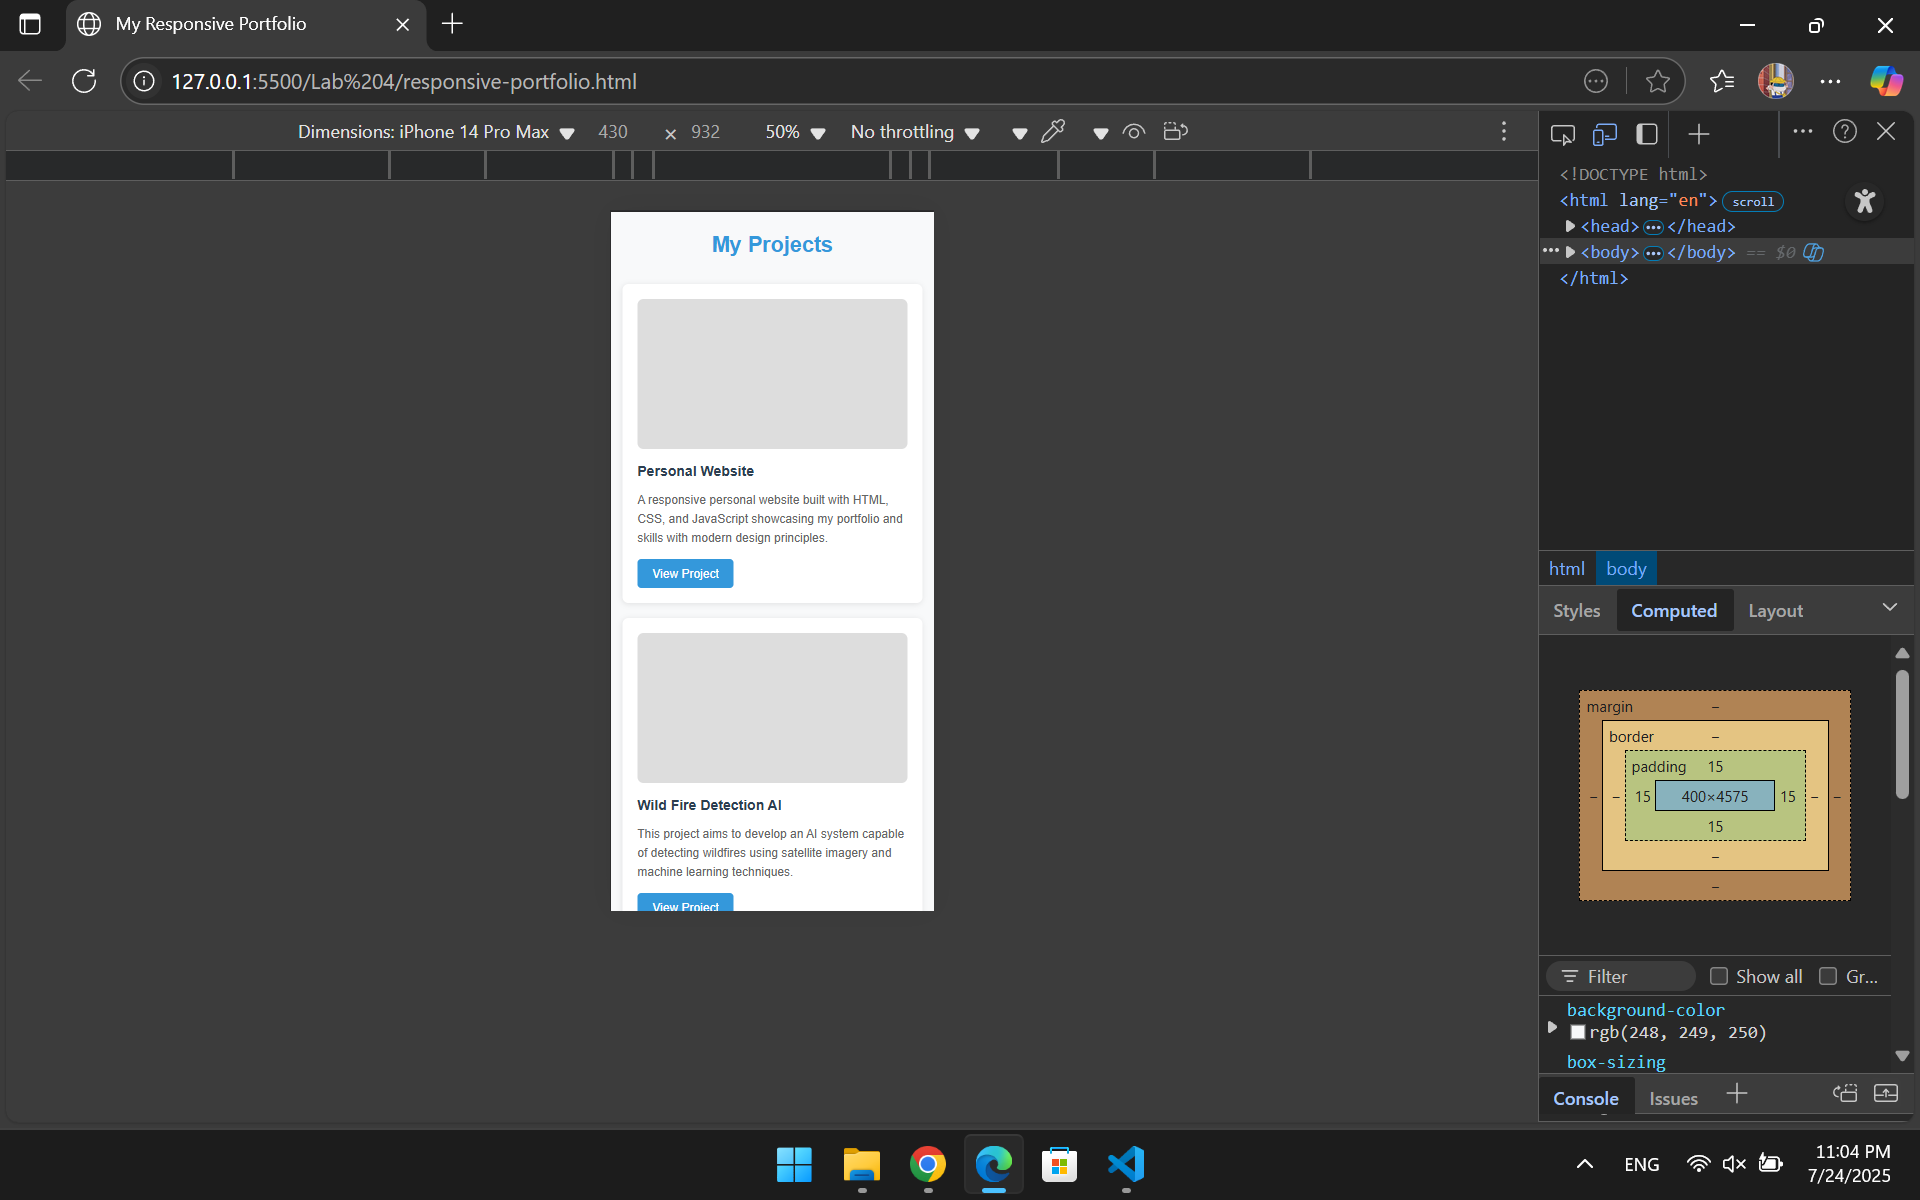 My Responsive Portfolio
127.0.0.1:5500/Lab%204/responsive-portfolio.html
Dimensions: iPhone 14 Pro Max 430 × 932 50% No throttling
<!DOCTYPE html>
<html lang="en"> scroll
<head> ••• </head>
••• <body> ••• </body> == $0
</html>
My Projects
Personal Website
A responsive personal website built with HTML,
CSS, and JavaScript showcasing my portfolio and
skills with modern design principles.
View Project
Wild Fire Detection AI
This project aims to develop an AI system capable
of detecting wildfires using satellite imagery and
machine learning techniques.
View Project
html body
Styles Computed Layout
margin –
border –
padding 15
– – 15 400×4575 15 – –
15
–
–
Filter Show all Gr...
background-color
rgb(248, 249, 250)
box-sizing
Console Issues
ENG
11:04 PM
7/24/2025